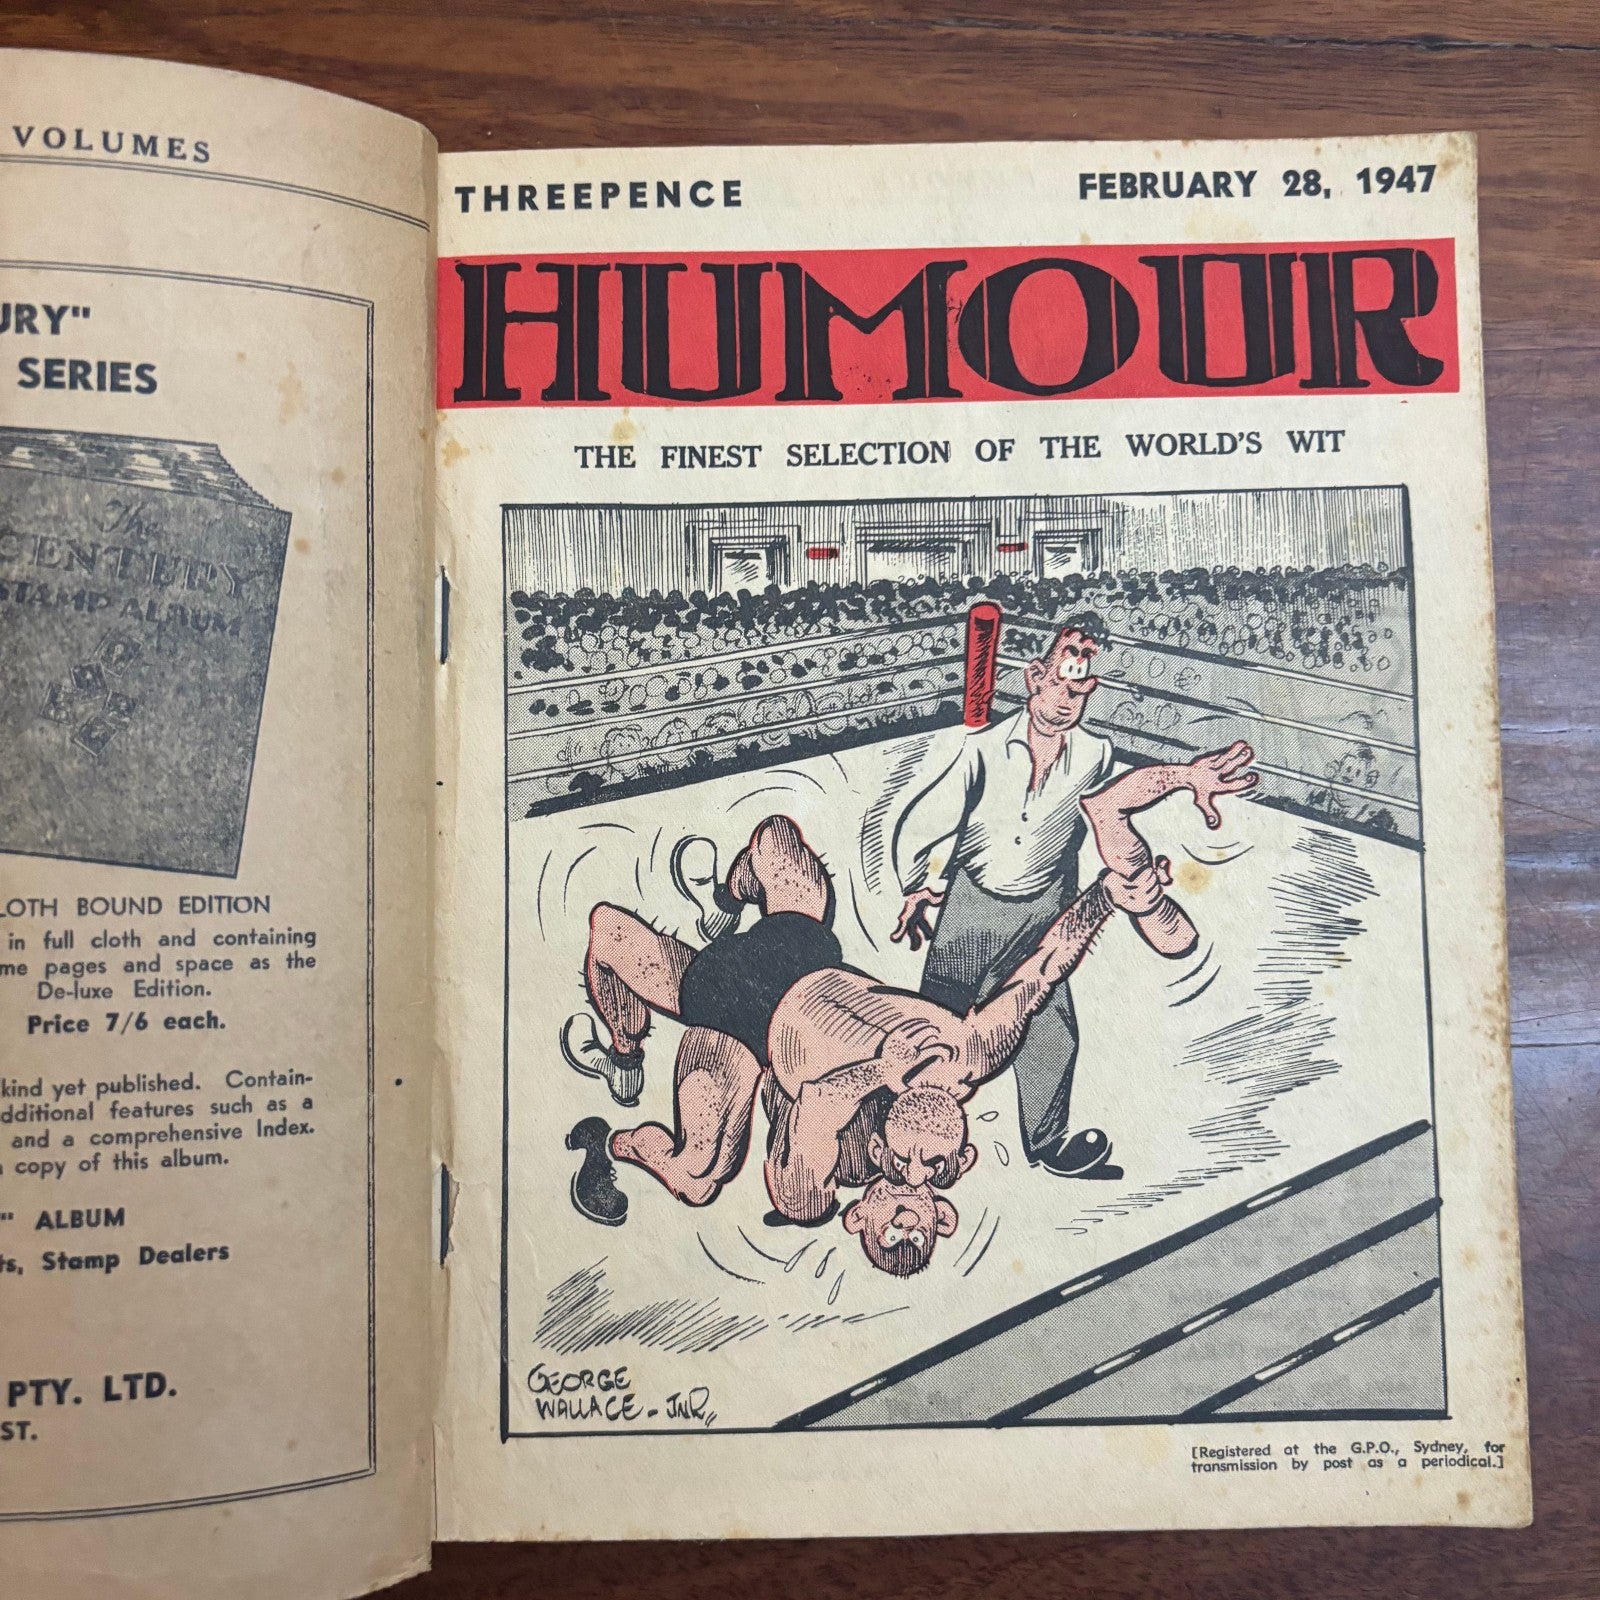 VOLUMES
URY"
SERIES
The
CENTURY
STAMP ALBUM
LOTH BOUND EDITION
in full cloth and containing
me pages and space as the
De-luxe Edition.
Price 7/6 each.
kind yet published. Contain-
dditional features such as a
and a comprehensive Index.
copy of this album.
" ALBUM
ts, Stamp Dealers
PTY. LTD.
ST.
THREEPENCE
FEBRUARY 28, 1947
HUMOUR
THE FINEST SELECTION OF THE WORLD'S WIT
GEORGE
WALLACE - JNR,,
[Registered at the G.P.O., Sydney, for
transmission by post as a periodical.]